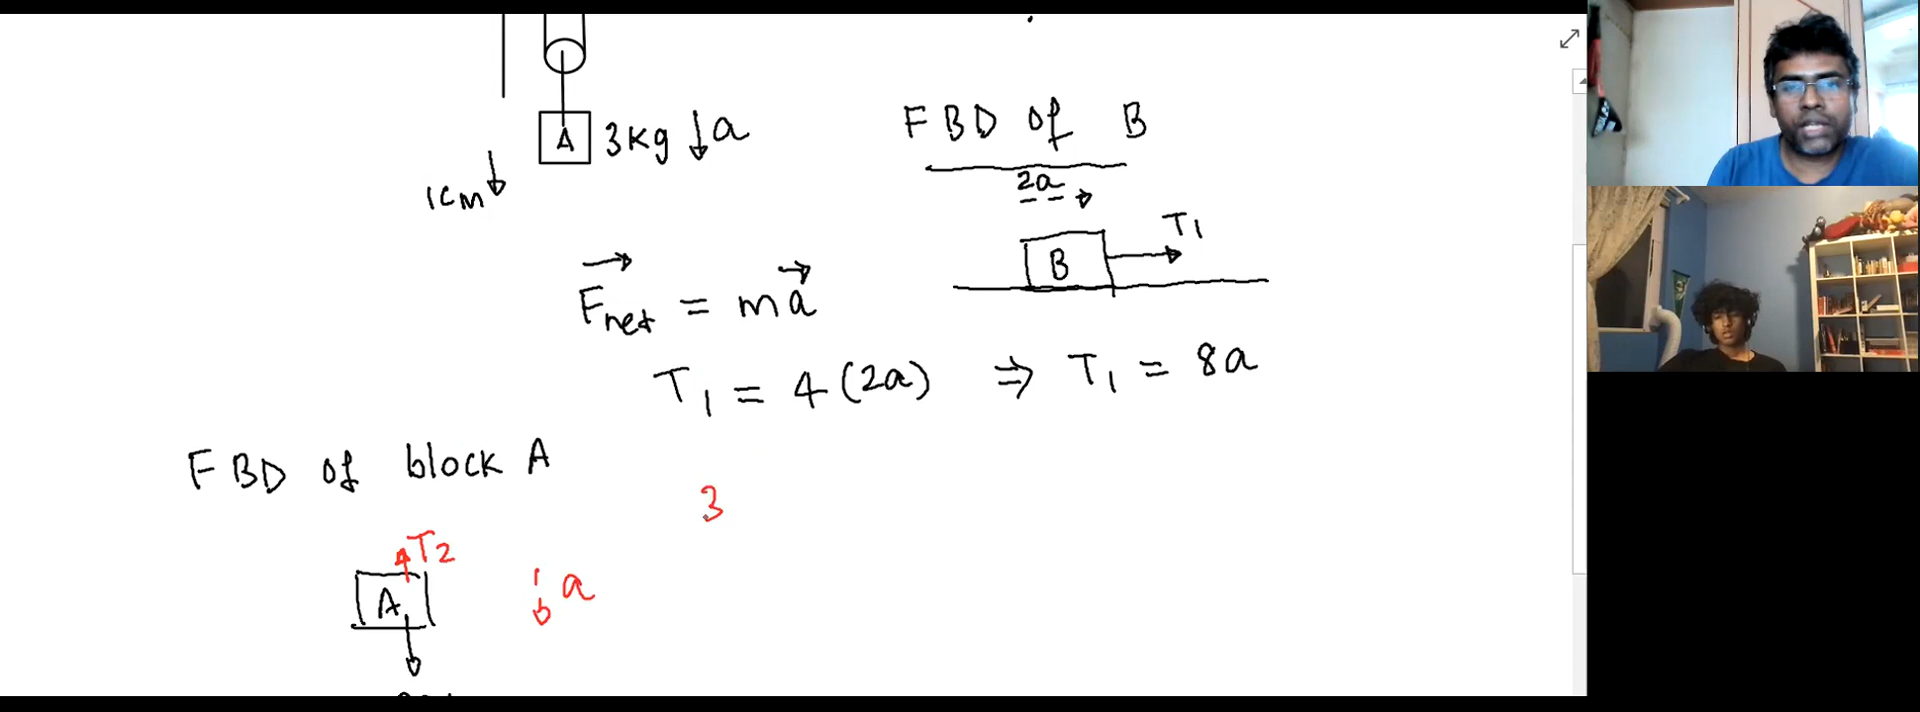 A 3kg ↓a
1cm ↓
FBD of B
2a
T1
B
F⃗net = ma⃗
T1 = 4(2a) ⇒ T1 = 8a
FBD of block A
3
T2
A
a